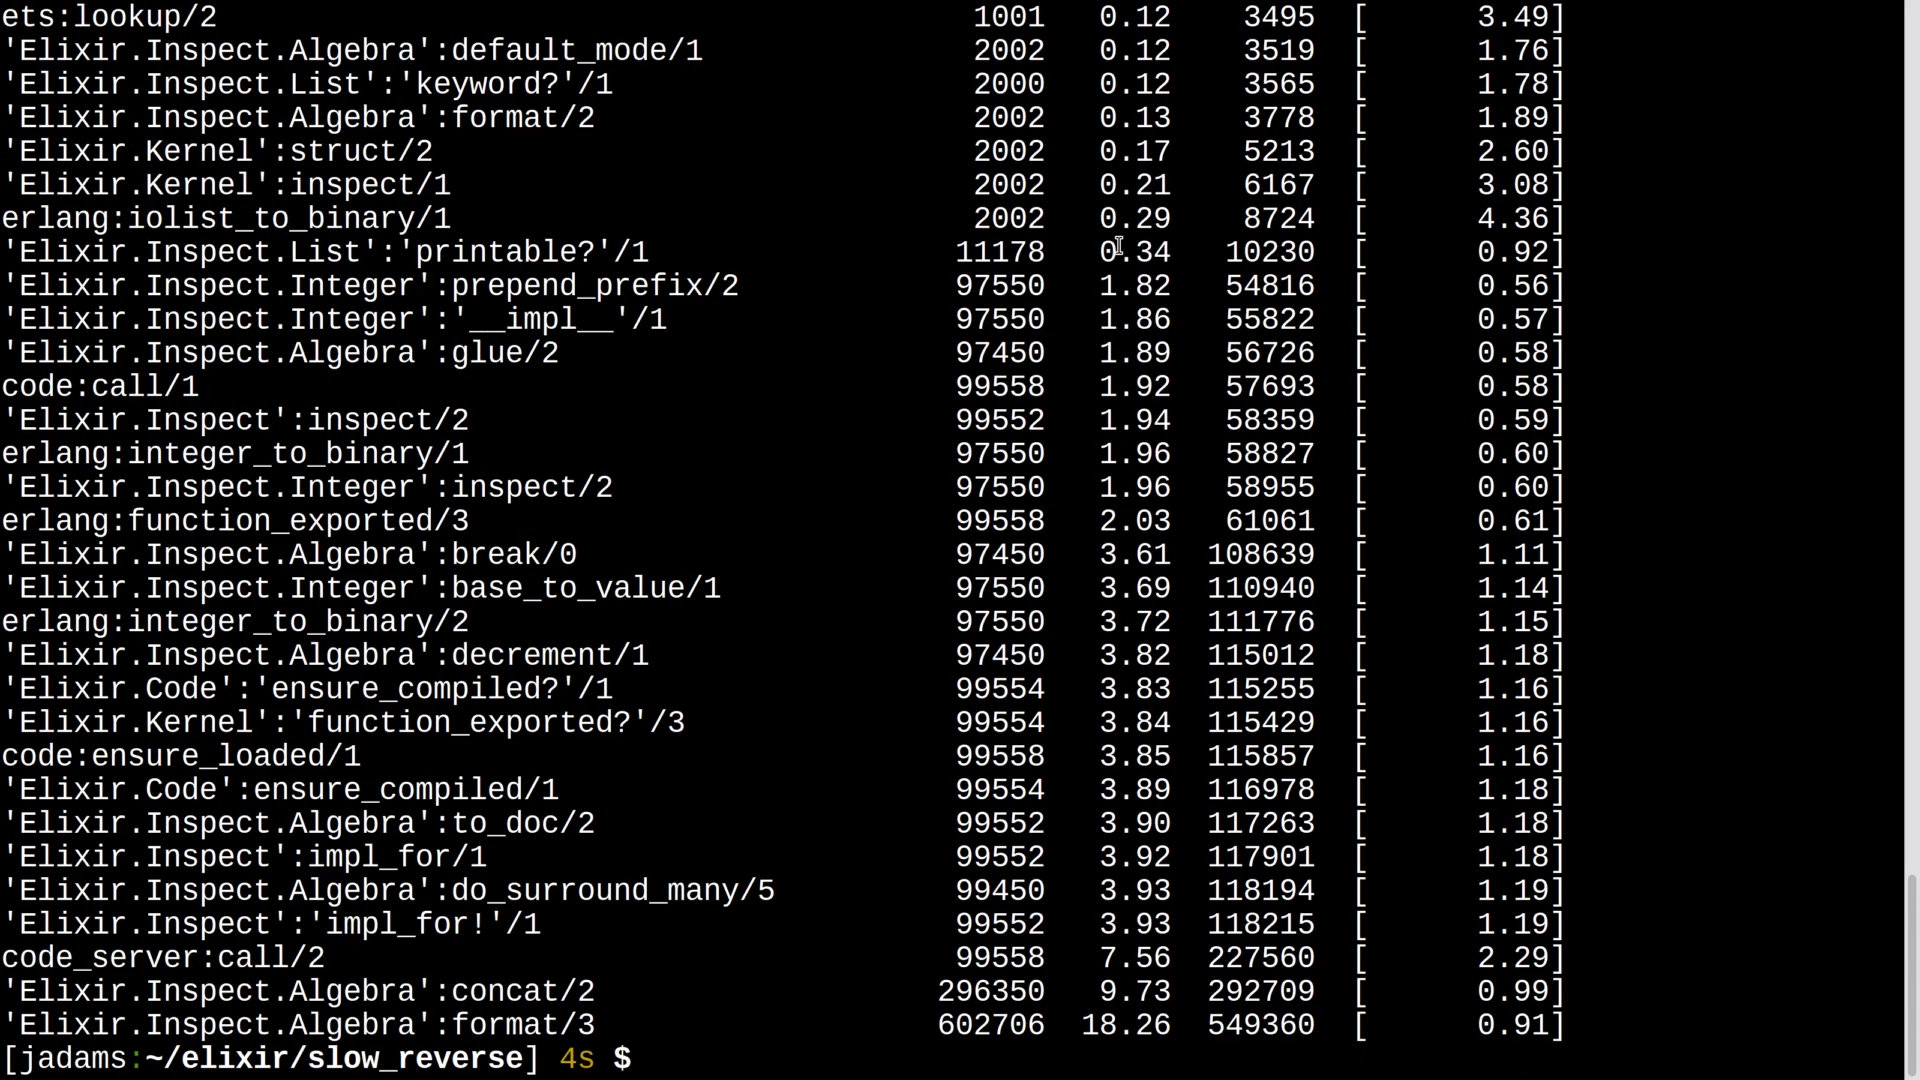 ets:lookup/2 1001 0.12 3495 [ 3.49]
'Elixir.Inspect.Algebra':default_mode/1 2002 0.12 3519 [ 1.76]
'Elixir.Inspect.List':'keyword?'/1 2000 0.12 3565 [ 1.78]
'Elixir.Inspect.Algebra':format/2 2002 0.13 3778 [ 1.89]
'Elixir.Kernel':struct/2 2002 0.17 5213 [ 2.60]
'Elixir.Kernel':inspect/1 2002 0.21 6167 [ 3.08]
erlang:iolist_to_binary/1 2002 0.29 8724 [ 4.36]
'Elixir.Inspect.List':'printable?'/1 11178 0.34 10230 [ 0.92]
'Elixir.Inspect.Integer':prepend_prefix/2 97550 1.82 54816 [ 0.56]
'Elixir.Inspect.Integer':'__impl__'/1 97550 1.86 55822 [ 0.57]
'Elixir.Inspect.Algebra':glue/2 97450 1.89 56726 [ 0.58]
code:call/1 99558 1.92 57693 [ 0.58]
'Elixir.Inspect':inspect/2 99552 1.94 58359 [ 0.59]
erlang:integer_to_binary/1 97550 1.96 58827 [ 0.60]
'Elixir.Inspect.Integer':inspect/2 97550 1.96 58955 [ 0.60]
erlang:function_exported/3 99558 2.03 61061 [ 0.61]
'Elixir.Inspect.Algebra':break/0 97450 3.61 108639 [ 1.11]
'Elixir.Inspect.Integer':base_to_value/1 97550 3.69 110940 [ 1.14]
erlang:integer_to_binary/2 97550 3.72 111776 [ 1.15]
'Elixir.Inspect.Algebra':decrement/1 97450 3.82 115012 [ 1.18]
'Elixir.Code':'ensure_compiled?'/1 99554 3.83 115255 [ 1.16]
'Elixir.Kernel':'function_exported?'/3 99554 3.84 115429 [ 1.16]
code:ensure_loaded/1 99558 3.85 115857 [ 1.16]
'Elixir.Code':ensure_compiled/1 99554 3.89 116978 [ 1.18]
'Elixir.Inspect.Algebra':to_doc/2 99552 3.90 117263 [ 1.18]
'Elixir.Inspect':impl_for/1 99552 3.92 117901 [ 1.18]
'Elixir.Inspect.Algebra':do_surround_many/5 99450 3.93 118194 [ 1.19]
'Elixir.Inspect':'impl_for!'/1 99552 3.93 118215 [ 1.19]
code_server:call/2 99558 7.56 227560 [ 2.29]
'Elixir.Inspect.Algebra':concat/2 296350 9.73 292709 [ 0.99]
'Elixir.Inspect.Algebra':format/3 602706 18.26 549360 [ 0.91]
[jadams:~/elixir/slow_reverse] 4s $